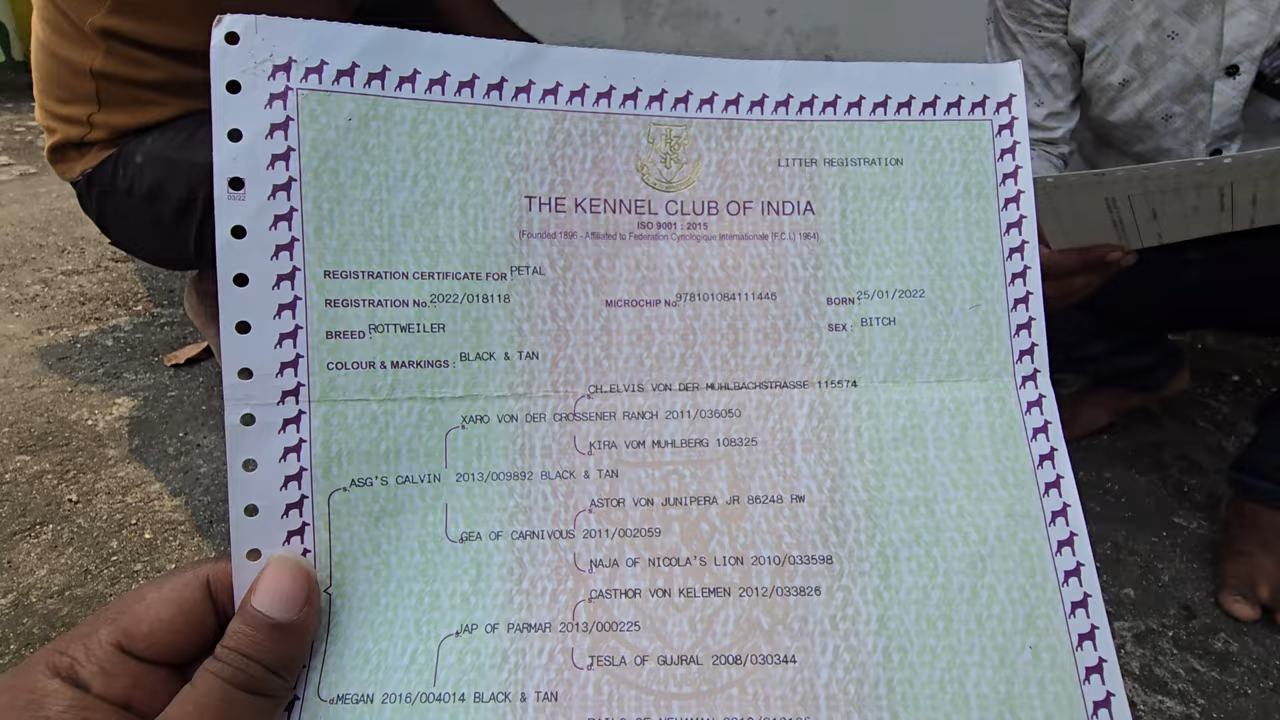 LITTER REGISTRATION
THE KENNEL CLUB OF INDIA
ISO 9001 : 2015
(Founded 1896 - Affiliated to Federation Cynologique Internationale (F.C.I.) 1964)
03/22
REGISTRATION CERTIFICATE FOR : PETAL
REGISTRATION No. : 2022/018118 MICROCHIP No. 978101084111446 BORN : 25/01/2022
BREED : ROTTWEILER SEX : BITCH
COLOUR & MARKINGS : BLACK & TAN
s. CH.ELVIS VON DER MUHLBACHSTRASSE 115574
s. XARO VON DER CROSSENER RANCH 2011/036050
d. KIRA VOM MUHLBERG 108325
s. ASG'S CALVIN 2013/009892 BLACK & TAN
s. ASTOR VON JUNIPERA JR 86248 RW
d. GEA OF CARNIVOUS 2011/002059
d. NAJA OF NICOLA'S LION 2010/033598
s. CASTHOR VON KELEMEN 2012/033826
s. JAP OF PARMAR 2013/000225
d. TESLA OF GUJRAL 2008/030344
d. MEGAN 2016/004014 BLACK & TAN